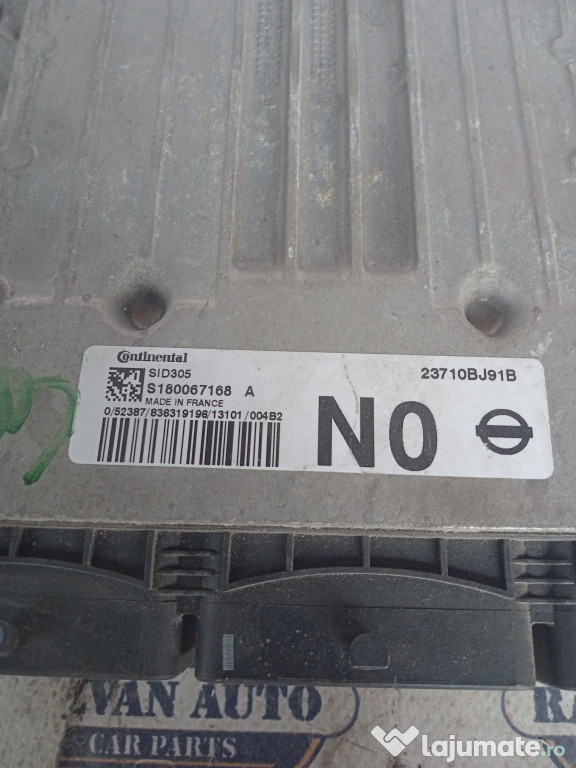 Continental
SID305
S180067168 A
MADE IN FRANCE
0/52387/836319196/13101/004B2
23710BJ91B
N0
VAN AUTO
CAR PARTS
RA
lajumate.ro